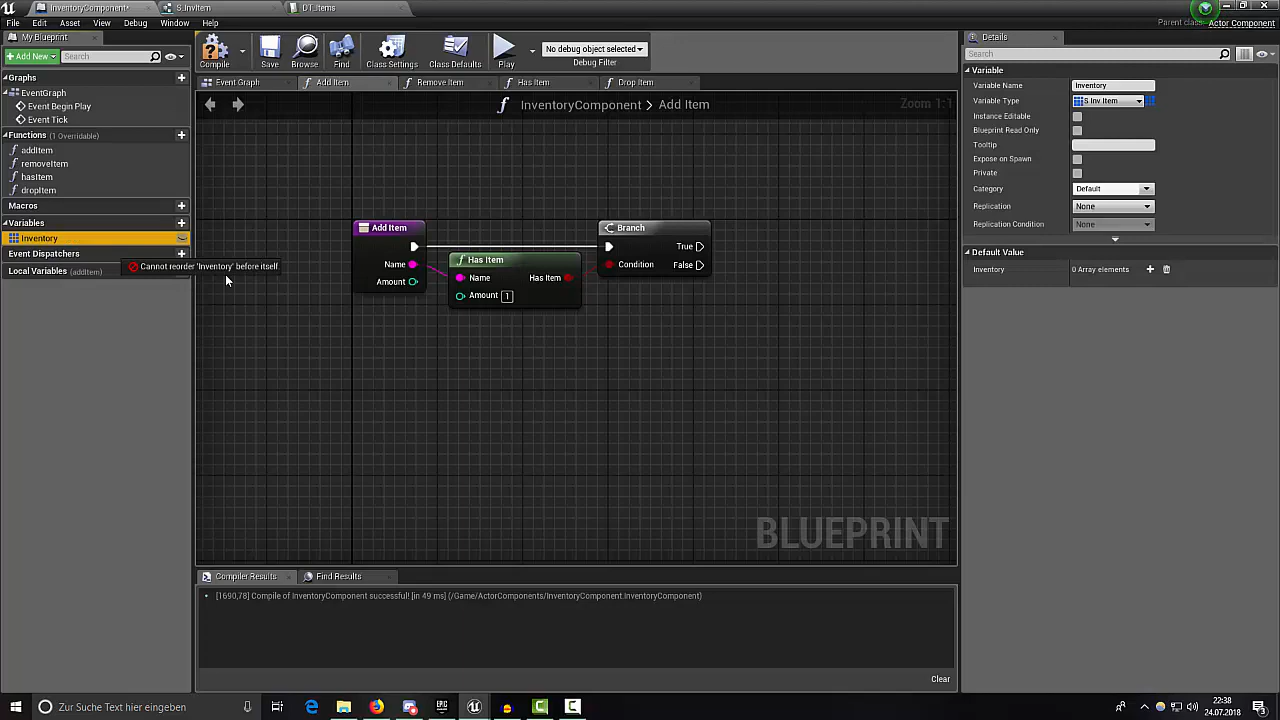 InventoryComponent*
S_InvItem
DT_Items
File
Edit
Asset
View
Debug
Window
Help
Parent class:
Actor Component
My Blueprint
Add New
Search
Compile
Save
Browse
Find
Class Settings
Class Defaults
Play
No debug object selected
Debug Filter
Details
Search
Graphs
EventGraph
Event Begin Play
Event Tick
Functions (1 Overridable)
addItem
removeItem
hasItem
dropItem
Macros
Variables
Inventory
Event Dispatchers
Local Variables (addItem)
Cannot reorder 'Inventory' before itself
Event Graph
Add Item
Remove Item
Has Item
Drop Item
InventoryComponent > Add Item
Zoom 1:1
Add Item
Name
Amount
Has Item
Name
Has Item
Amount 1
Branch
True
Condition
False
BLUEPRINT
Variable
Variable Name
Inventory
Variable Type
S Inv Item
Instance Editable
Blueprint Read Only
Tooltip
Expose on Spawn
Private
Category
Default
Replication
None
Replication Condition
None
Default Value
Inventory
0 Array elements
Compiler Results
Find Results
[1690,78] Compile of InventoryComponent successful! [in 49 ms] (/Game/ActorComponents/InventoryComponent.InventoryComponent)
Clear
Zur Suche Text hier eingeben
22:38
24.07.2018